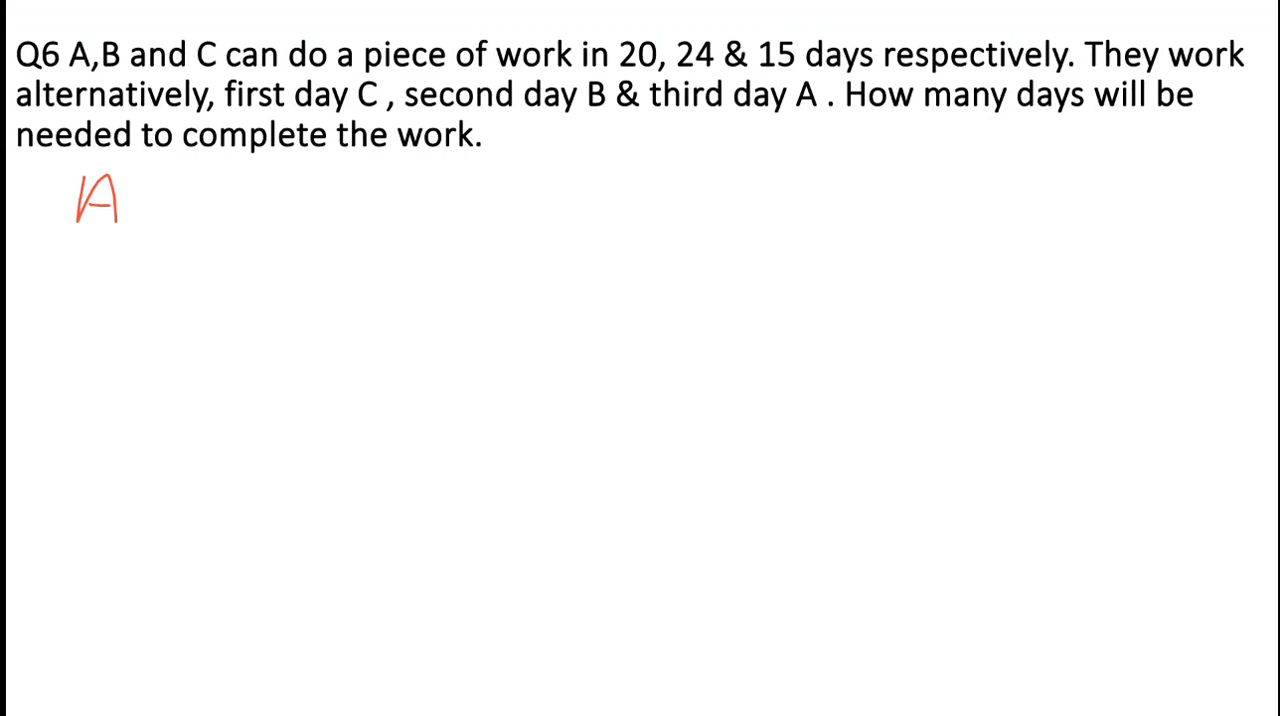 Q6 A,B and C can do a piece of work in 20, 24 & 15 days respectively. They work
alternatively, first day C , second day B & third day A . How many days will be
needed to complete the work.
A